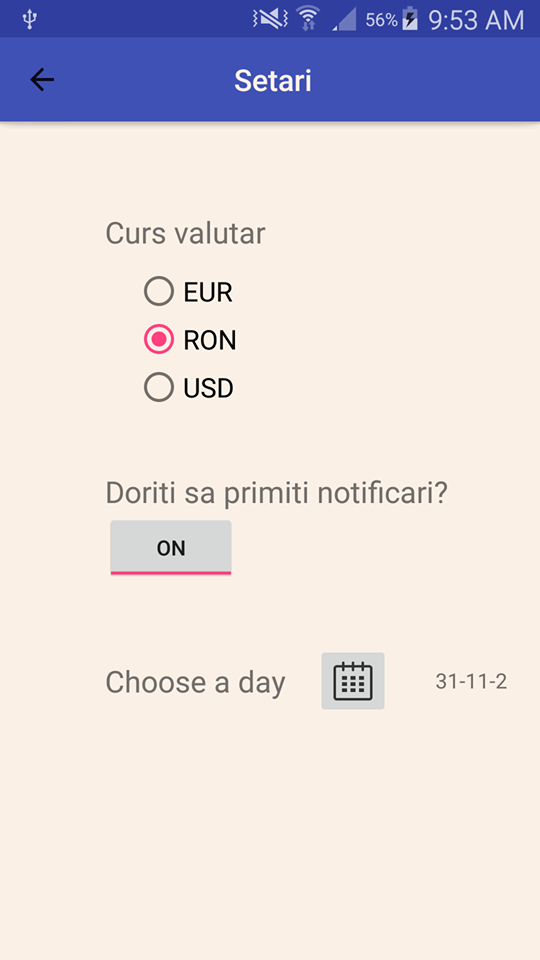 56% 9:53 AM
Setari
Curs valutar
EUR
RON
USD
Doriti sa primiti notificari?
ON
Choose a day 31-11-2